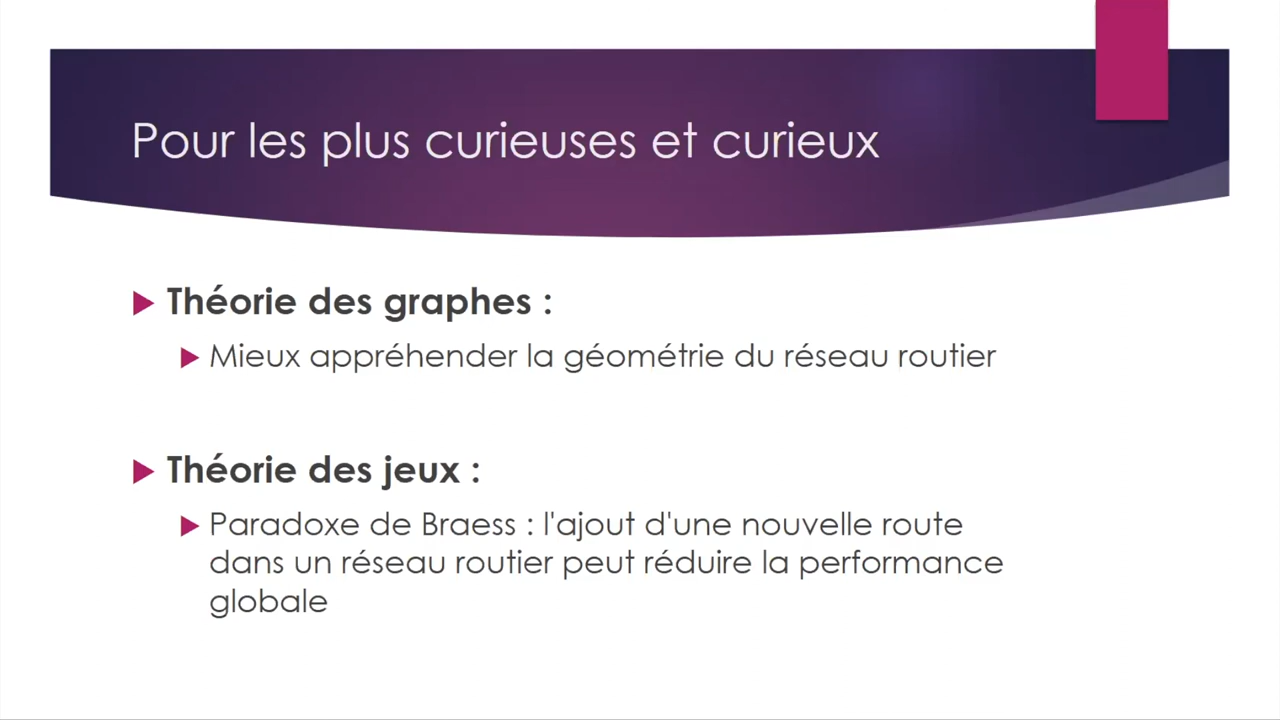 Pour les plus curieuses et curieux
Théorie des graphes :
Mieux appréhender la géométrie du réseau routier
Théorie des jeux :
Paradoxe de Braess : l'ajout d'une nouvelle route
dans un réseau routier peut réduire la performance
globale